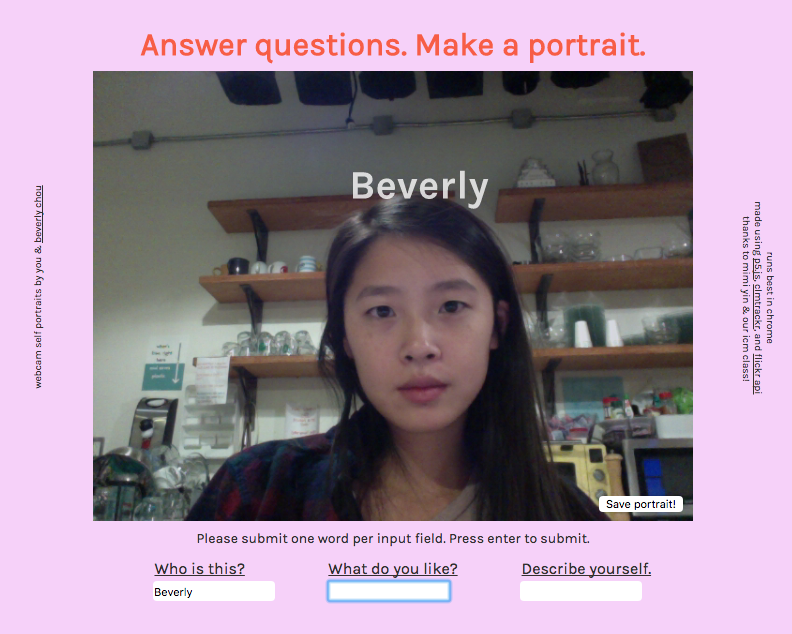 Answer questions. Make a portrait.
webcam self portraits by you & beverly chou
Beverly
runs best in chrome
made using p5.js, clmtrackr, and flickr api
thanks to mimi yin & our icm class!
Save portrait!
Please submit one word per input field. Press enter to submit.
Who is this? What do you like? Describe yourself.
Beverly